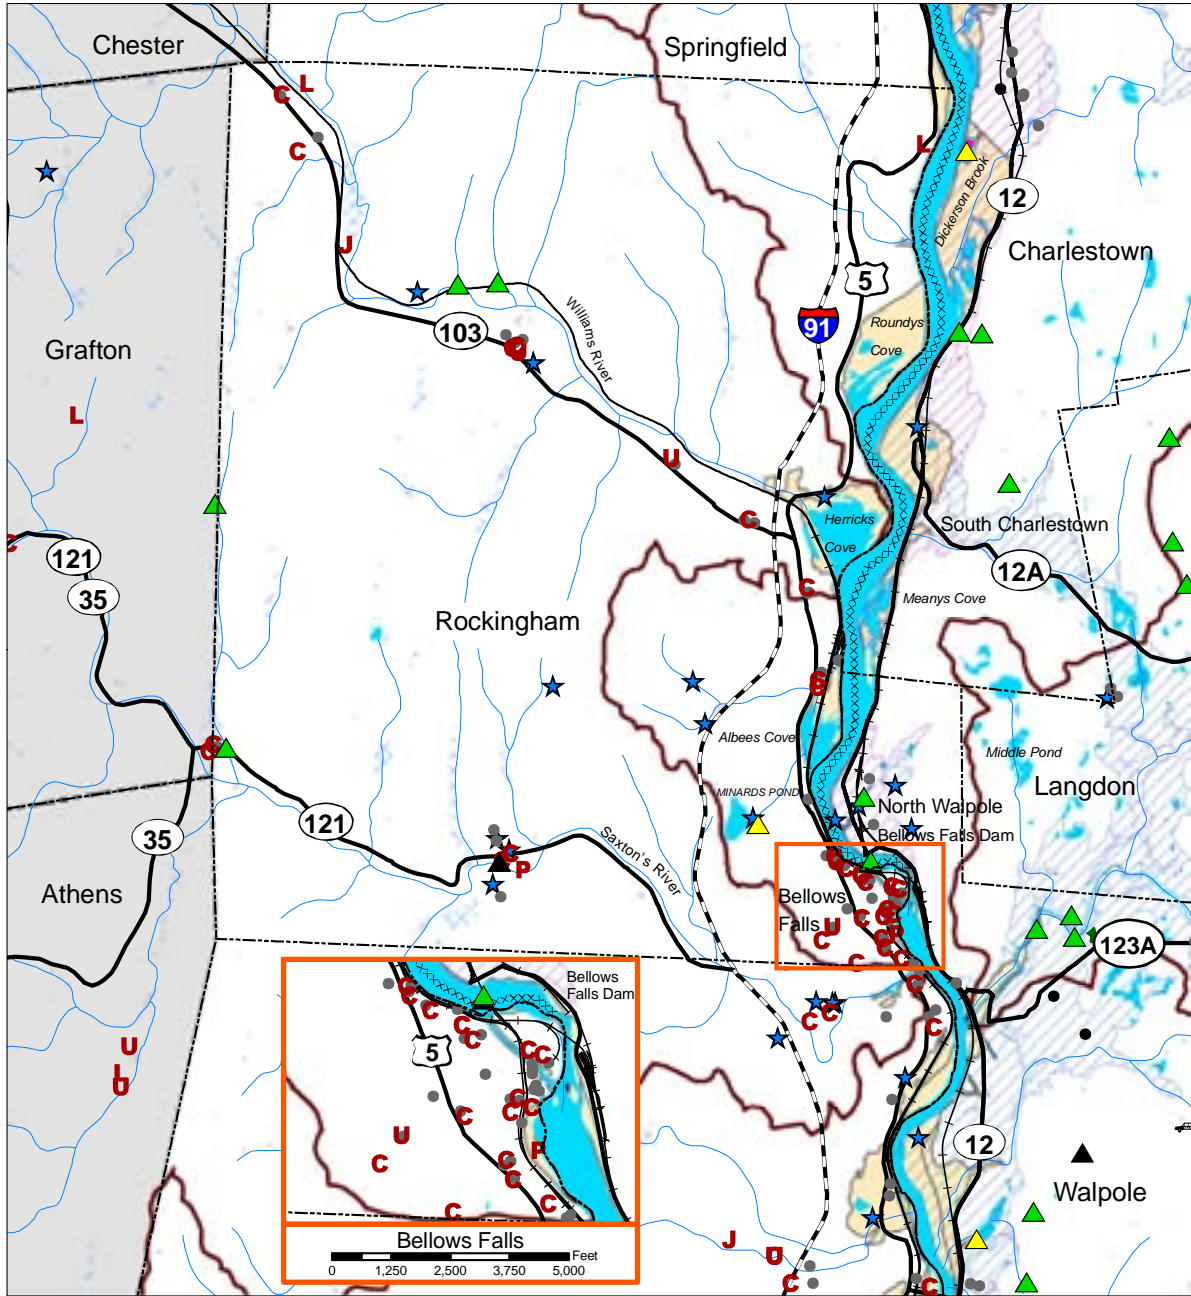 Chester
Springfield
L
C
C
L
12
Dickerson Brook
Charlestown
J
5
Williams River
Roundys
Cove
91
103
Grafton
C
L
U
Herricks
Cove
C
South Charlestown
C
121
35
12A
C
Meanys Cove
Rockingham
C
Albees Cove
Middle Pond
C
C
Langdon
MINARDS POND
North Walpole
121
35
Bellows Falls Dam
Saxton's River
C
P
Athens
Bellows
Falls
C
C
C
C
C
C
C
C
C
U
C
P
C
C
C
C
C
123A
Bellows
Falls Dam
C
C
C
C
C
C
C
C
C
5
U
L
U
C
C
C
C
C
C
U
P
C
C
C
C
C
12
Walpole
J
U
C
C
Bellows Falls
Feet
0 1,250 2,500 3,750 5,000